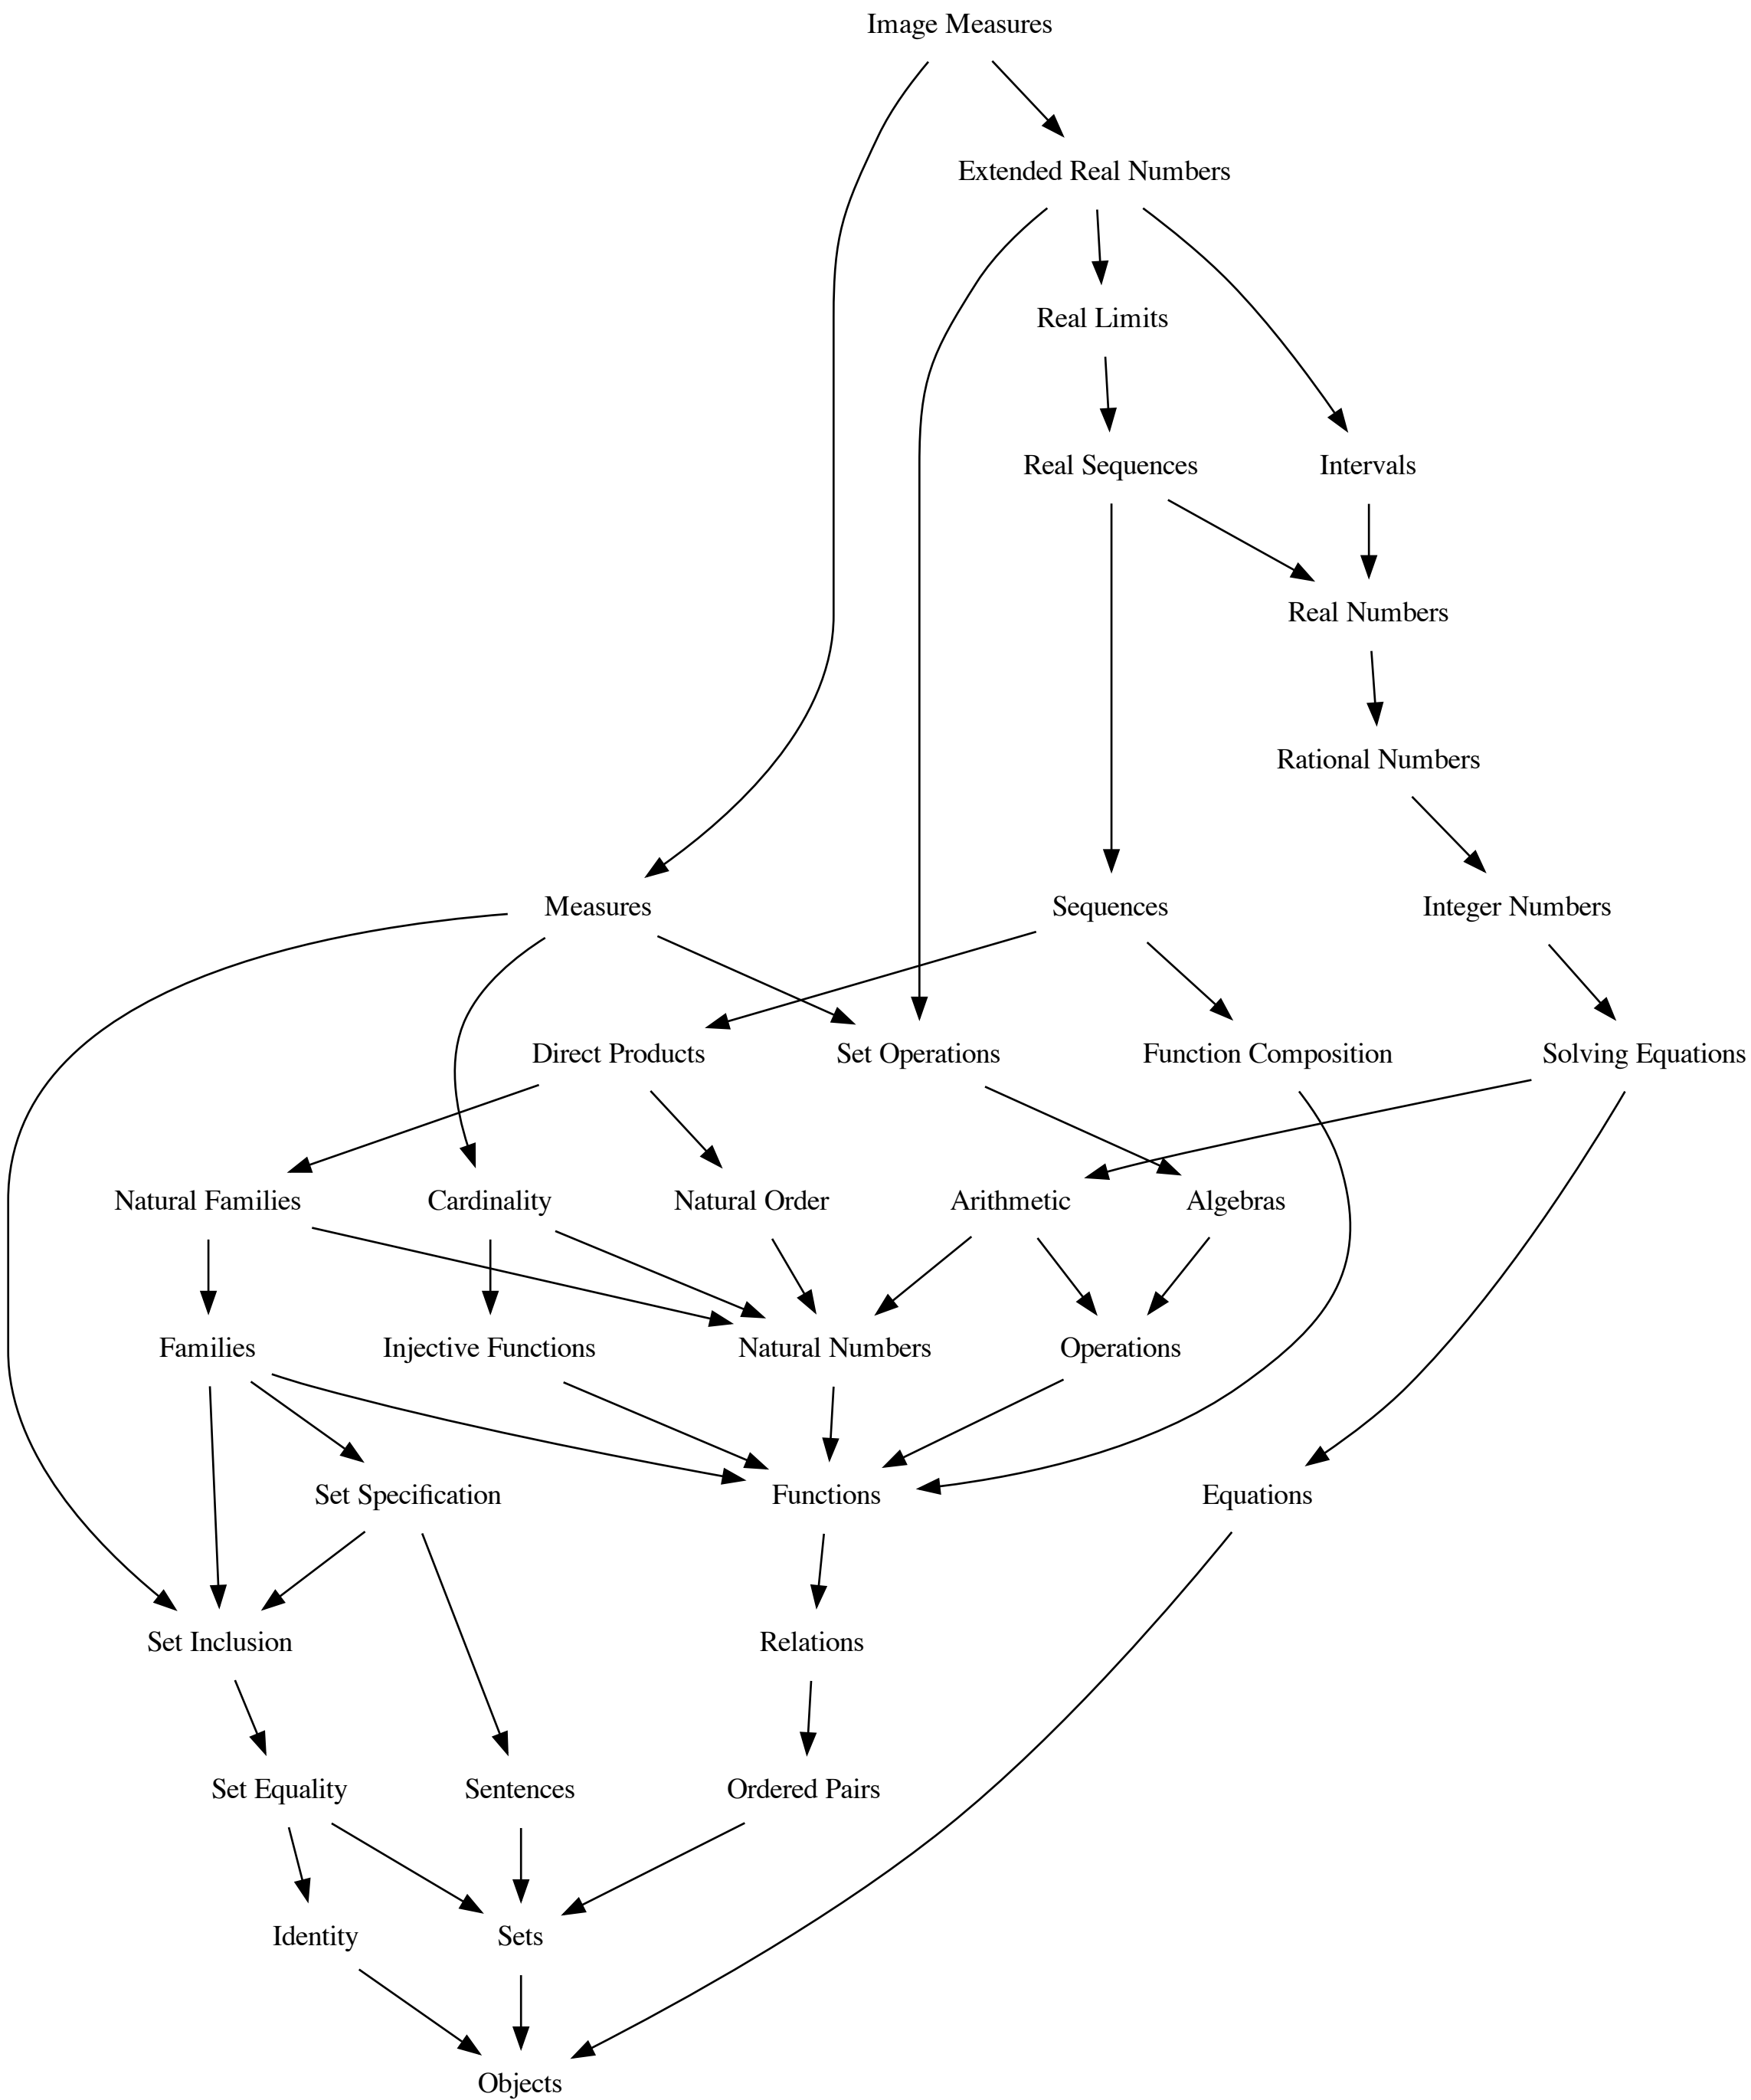 Image Measures
Extended Real Numbers
Real Limits
Real Sequences
Intervals
Real Numbers
Rational Numbers
Measures
Sequences
Integer Numbers
Direct Products
Set Operations
Function Composition
Solving Equations
Natural Families
Cardinality
Natural Order
Arithmetic
Algebras
Families
Injective Functions
Natural Numbers
Operations
Set Specification
Functions
Equations
Set Inclusion
Relations
Set Equality
Sentences
Ordered Pairs
Identity
Sets
Objects